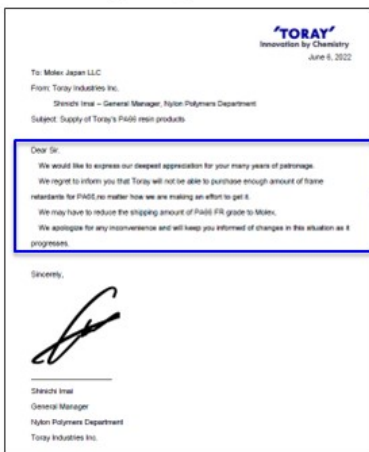 'TORAY'
Innovation by Chemistry
June 6, 2022
To: Molex Japan LLC
From: Toray Industries Inc.
Shinichi Imai – General Manager, Nylon Polymers Department
Subject: Supply of Toray's PA66 resin products
Dear Sir.
We would like to express our deepest appreciation for your many years of patronage.
We regret to inform you that Toray will not be able to purchase enough amount of frame
retardants for PA66,no matter how we are making an effort to get it.
We may have to reduce the shipping amount of PA66 FR grade to Molex.
We apologize for any inconvenience and will keep you informed of changes in this situation as it
progresses.
Sincerely,
Shinichi Imai
General Manager
Nylon Polymers Department
Toray Industries Inc.